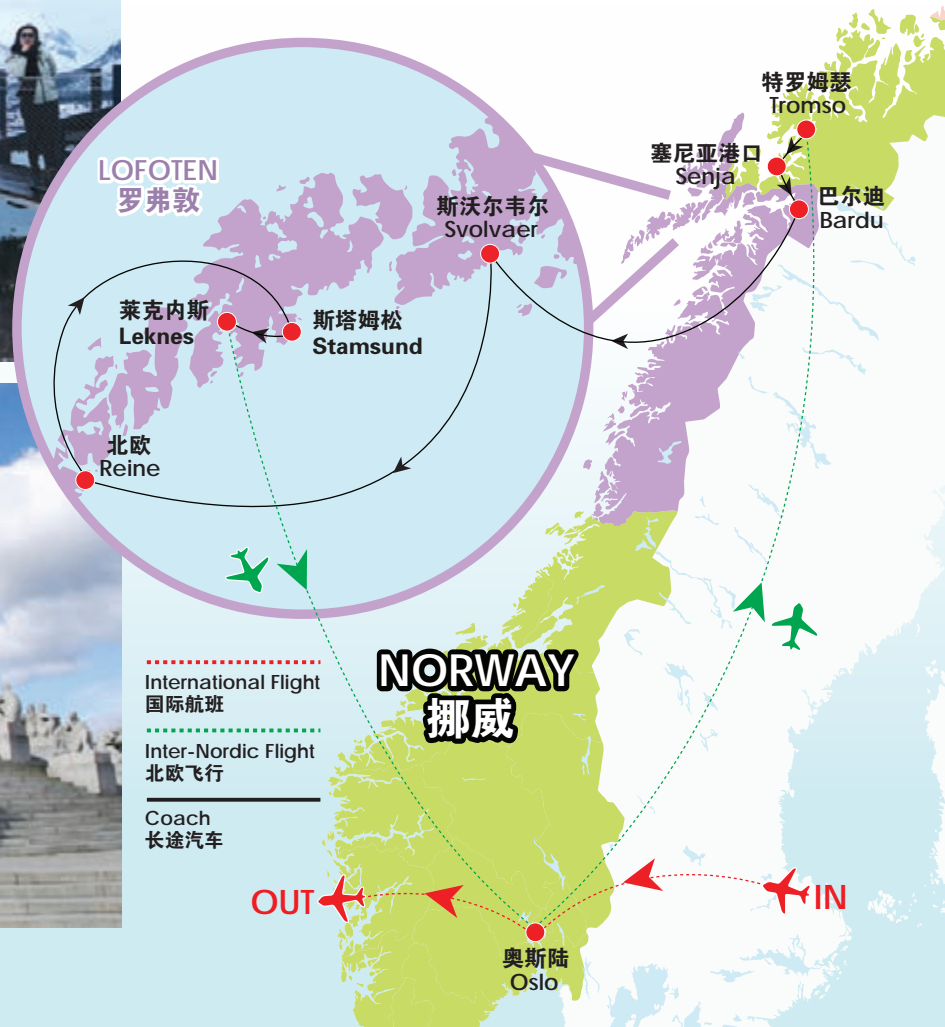 特罗姆瑟
Tromso
塞尼亚港口
Senja
巴尔迪
Bardu
LOFOTEN
罗弗敦
斯沃尔韦尔
Svolvaer
莱克内斯
Leknes
斯塔姆松
Stamsund
北欧
Reine
NORWAY
挪威
International Flight
国际航班
Inter-Nordic Flight
北欧飞行
Coach
长途汽车
OUT
IN
奥斯陆
Oslo